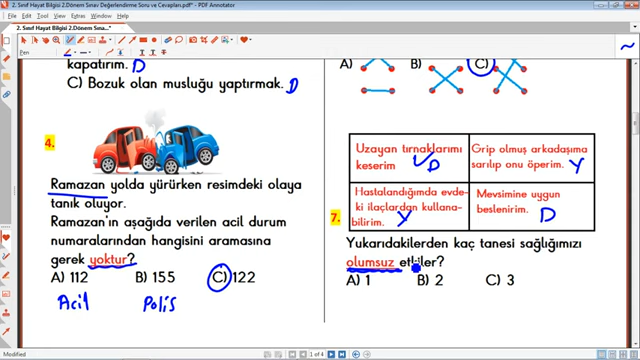 2. Sınıf Hayat Bilgisi 2.Dönem Sınav Değerlendirme Soru ve Cevapları.pdf* - PDF Annotator
File Edit View Tool Extras Window Help
2. Sınıf Hayat Bilgisi 2.Dönem Sına...*
Pen
kapatırım. D
C) Bozuk olan musluğu yaptırmak. D
4.
Ramazan yolda yürürken resimdeki olaya
tanık oluyor.
Ramazan'ın aşağıda verilen acil durum
numaralarından hangisini aramasına
gerek yoktur?
A) 112 B) 155 C) 122
Acil Polis
A) B) C)
Uzayan tırnaklarımı
keserim D
Grip olmuş arkadaşıma
sarılıp onu öperim. Y
Hastalandığımda evde-
ki ilaçlardan kullana-
bilirim. Y
Mevsimine uygun
beslenirim. D
7.
Yukarıdakilerden kaç tanesi sağlığımızı
olumsuz etkiler?
A) 1 B) 2 C) 3
Modified
1 of 4